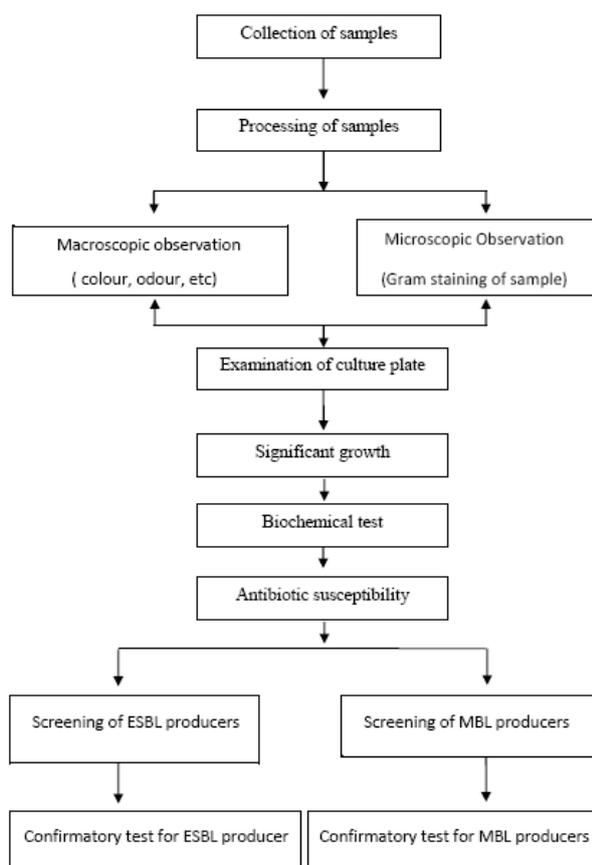 Collection of samples
Processing of samples
Macroscopic observation
( colour, odour, etc)
Microscopic Observation
(Gram staining of sample)
Examination of culture plate
Significant growth
Biochemical test
Antibiotic susceptibility
Screening of ESBL producers
Screening of MBL producers
Confirmatory test for ESBL producer
Confirmatory test for MBL producers